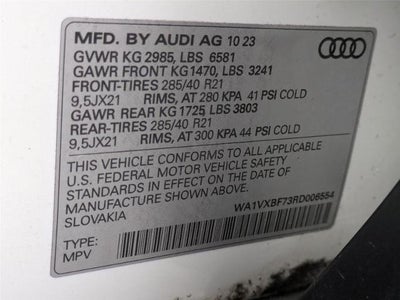 MFD. BY AUDI AG 10 23
GVWR KG 2985, LBS 6581
GAWR FRONT KG1470, LBS 3241
FRONT-TIRES 285/40 R21
9,5JX21 RIMS, AT 280 KPA 41 PSI COLD
GAWR REAR KG 1725, LBS 3803
REAR-TIRES 285/40 R21
9,5JX21 RIMS, AT 300 KPA 44 PSI COLD
THIS VEHICLE CONFORMS TO ALL APPLICABLE
U.S. FEDERAL MOTOR VEHICLE SAFETY
STANDARDS IN EFFECT ON THE DATE OF
MANUFACTURE SHOWN ABOVE.
SLOVAKIA
WA1VXBF73RD006554
TYPE:
MPV